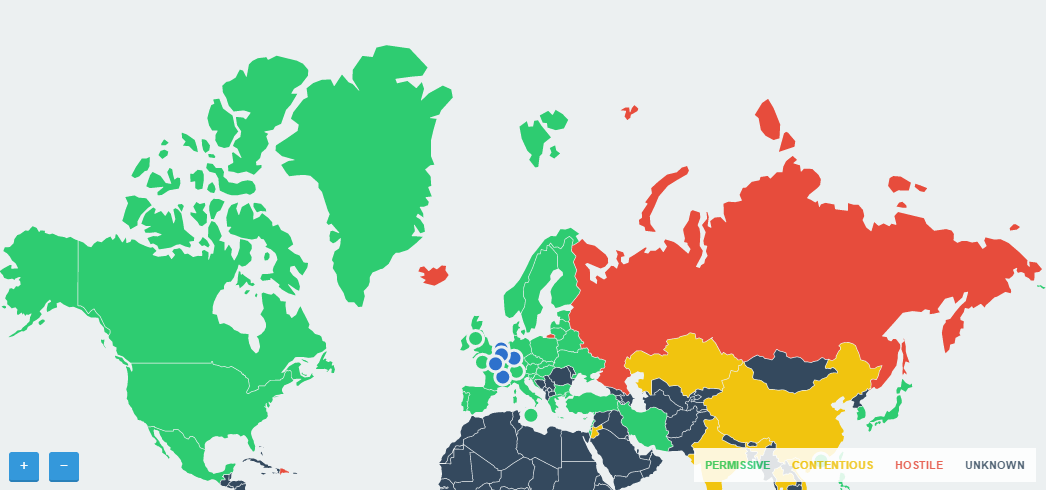 + −
PERMISSIVE CONTENTIOUS HOSTILE UNKNOWN